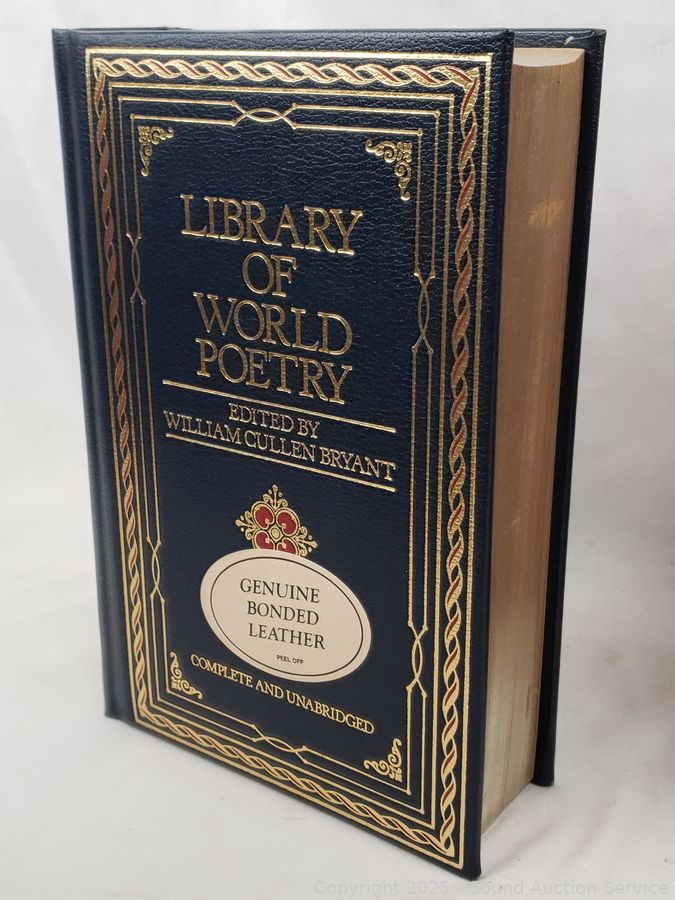 LIBRARY
OF
WORLD
POETRY
EDITED BY
WILLIAM CULLEN BRYANT
GENUINE
BONDED
LEATHER
PEEL OFF
COMPLETE AND UNABRIDGED
Copyright 2025 - Sound Auction Service